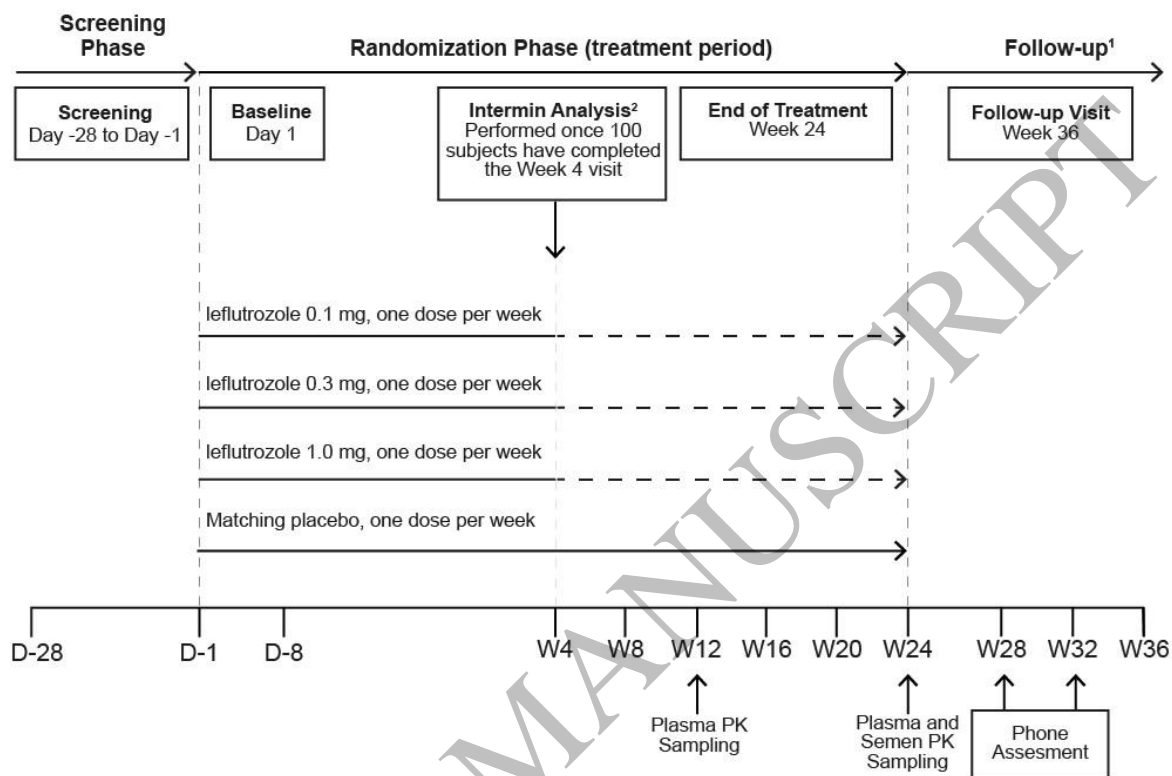 Screening
Phase
Randomization Phase (treatment period)
Follow-up¹
Screening
Day -28 to Day -1
Baseline
Day 1
Intermin Analysis²
Performed once 100
subjects have completed
the Week 4 visit
End of Treatment
Week 24
Follow-up Visit
Week 36
leflutrozole 0.1 mg, one dose per week
leflutrozole 0.3 mg, one dose per week
leflutrozole 1.0 mg, one dose per week
Matching placebo, one dose per week
D-28 D-1 D-8 W4 W8 W12 W16 W20 W24 W28 W32 W36
Plasma PK
Sampling
Plasma and
Semen PK
Sampling
Phone
Assesment
MANUSCRIPT